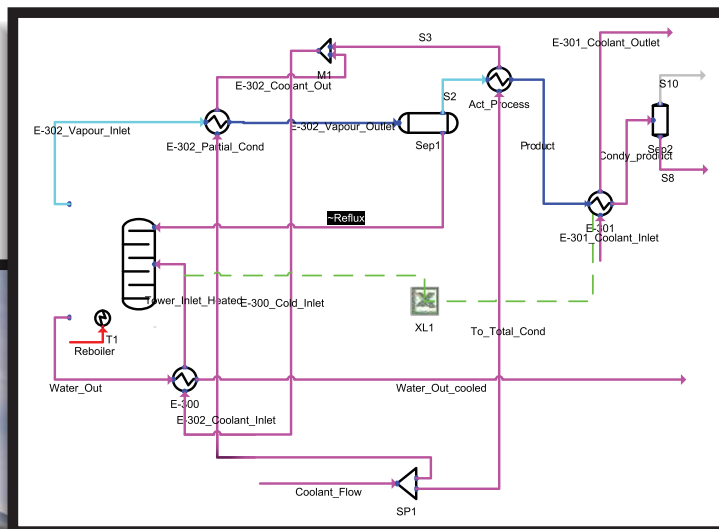 S3
E-301_Coolant_Outlet
M1
E-302_Coolant_Out
S10
S2
Act_Process
E-302_Vapour_Inlet
E-302_Vapour_Outlet
E-302_Partial_Cond
Sep1
Product
Sep2
Condy_product
S8
~Reflux
E-301
E-301_Coolant_Inlet
Tower_Inlet_Heated
E-300_Cold_Inlet
XL1
To_Total_Cond
T1
Reboiler
Water_Out
Water_Out_cooled
E-300
E-302_Coolant_Inlet
Coolant_Flow
SP1